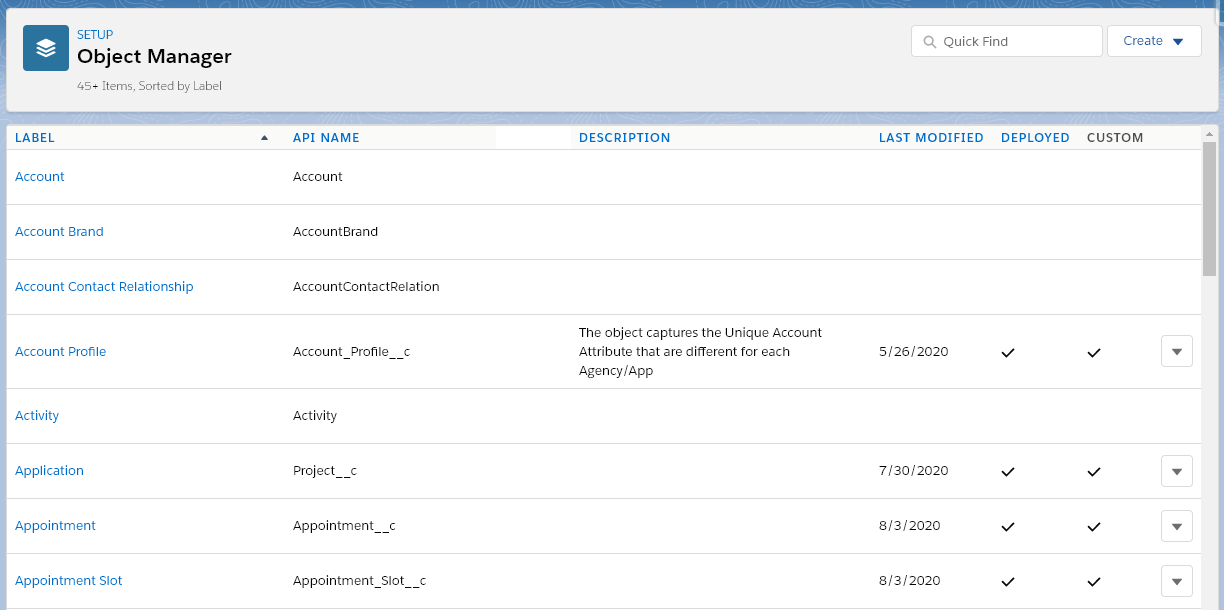 SETUP
Object Manager
45+ Items, Sorted by Label
Quick Find
Create
LABEL API NAME DESCRIPTION LAST MODIFIED DEPLOYED CUSTOM
Account Account
Account Brand AccountBrand
Account Contact Relationship AccountContactRelation
The object captures the Unique Account
Account Profile Account_Profile__c Attribute that are different for each 5/26/2020
Agency/App
Activity Activity
Application Project__c 7/30/2020
Appointment Appointment__c 8/3/2020
Appointment Slot Appointment_Slot__c 8/3/2020